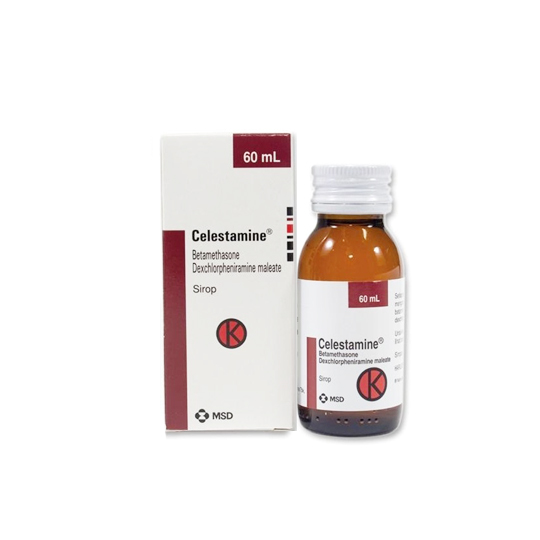 60 mL
Celestamine®
Betamethasone
Dexchlorpheniramine maleate
Sirop
K
MSD
60 mL
Celestamine®
Betamethasone
Dexchlorpheniramine maleate
Sirop
K
MSD